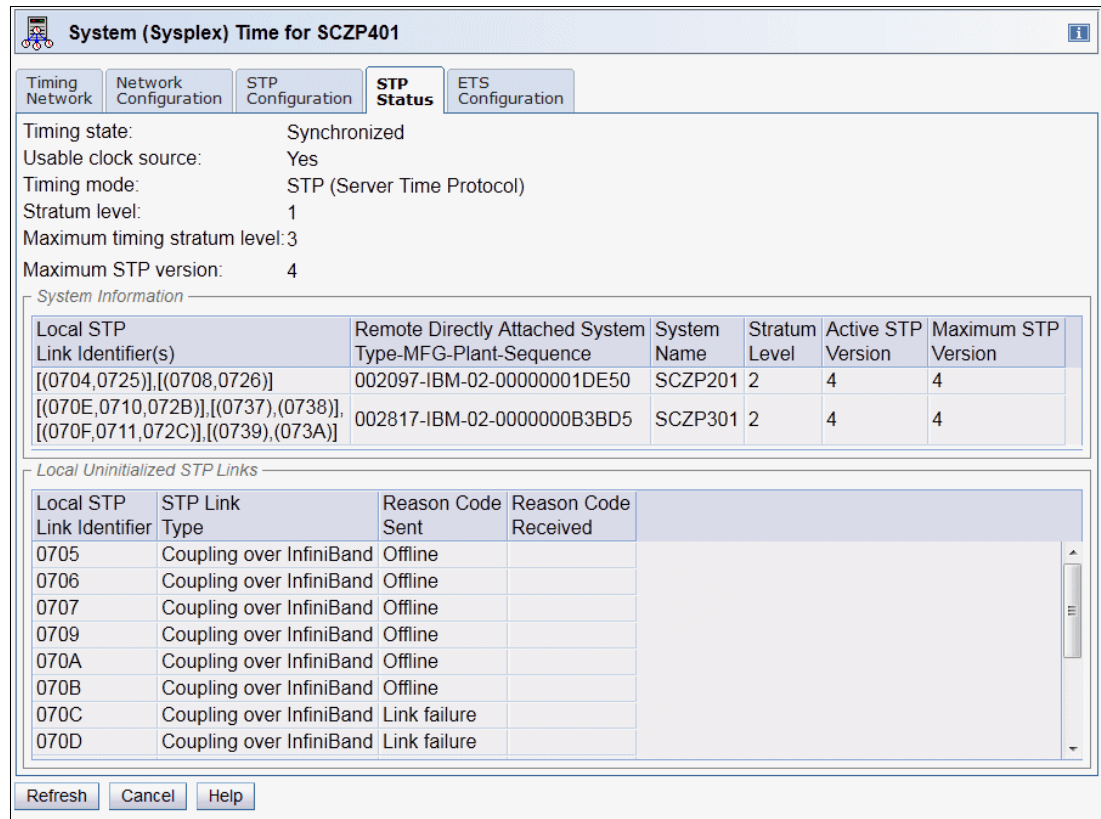 System (Sysplex) Time for SCZP401
Timing Network
Network Configuration
STP Configuration
STP Status
ETS Configuration
Timing state: Synchronized
Usable clock source: Yes
Timing mode: STP (Server Time Protocol)
Stratum level: 1
Maximum timing stratum level: 3
Maximum STP version: 4
System Information
Local STP Link Identifier(s) Remote Directly Attached System Type-MFG-Plant-Sequence System Name Stratum Level Active STP Version Maximum STP Version
[(0704,0725)],[(0708,0726)] 002097-IBM-02-00000001DE50 SCZP201 2 4 4
[(070E,0710,072B)],[(0737),(0738)],
[(070F,0711,072C)],[(0739),(073A)] 002817-IBM-02-0000000B3BD5 SCZP301 2 4 4
Local Uninitialized STP Links
Local STP Link Identifier STP Link Type Reason Code Sent Reason Code Received
0705 Coupling over InfiniBand Offline
0706 Coupling over InfiniBand Offline
0707 Coupling over InfiniBand Offline
0709 Coupling over InfiniBand Offline
070A Coupling over InfiniBand Offline
070B Coupling over InfiniBand Offline
070C Coupling over InfiniBand Link failure
070D Coupling over InfiniBand Link failure
Refresh Cancel Help